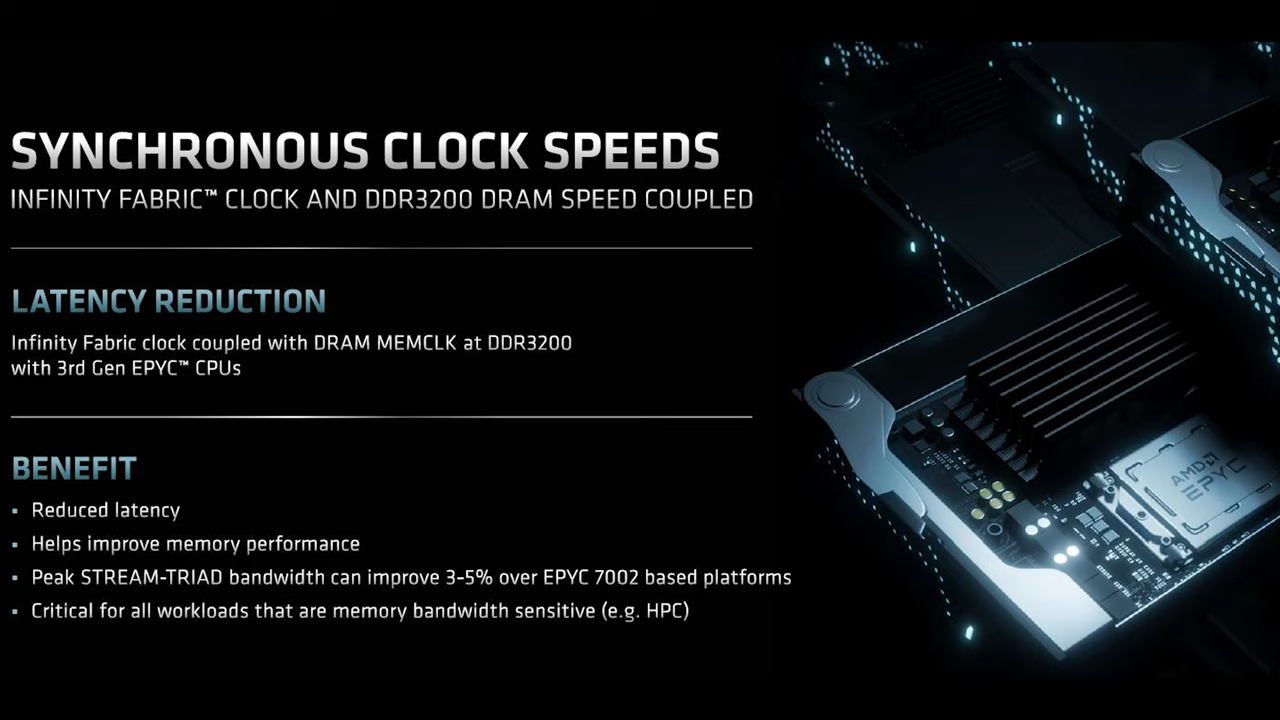 SYNCHRONOUS CLOCK SPEEDS
INFINITY FABRIC™ CLOCK AND DDR3200 DRAM SPEED COUPLED
LATENCY REDUCTION
Infinity Fabric clock coupled with DRAM MEMCLK at DDR3200
with 3rd Gen EPYC™ CPUs
BENEFIT
▪ Reduced latency
▪ Helps improve memory performance
▪ Peak STREAM-TRIAD bandwidth can improve 3-5% over EPYC 7002 based platforms
▪ Critical for all workloads that are memory bandwidth sensitive (e.g. HPC)
AMD
EPYC